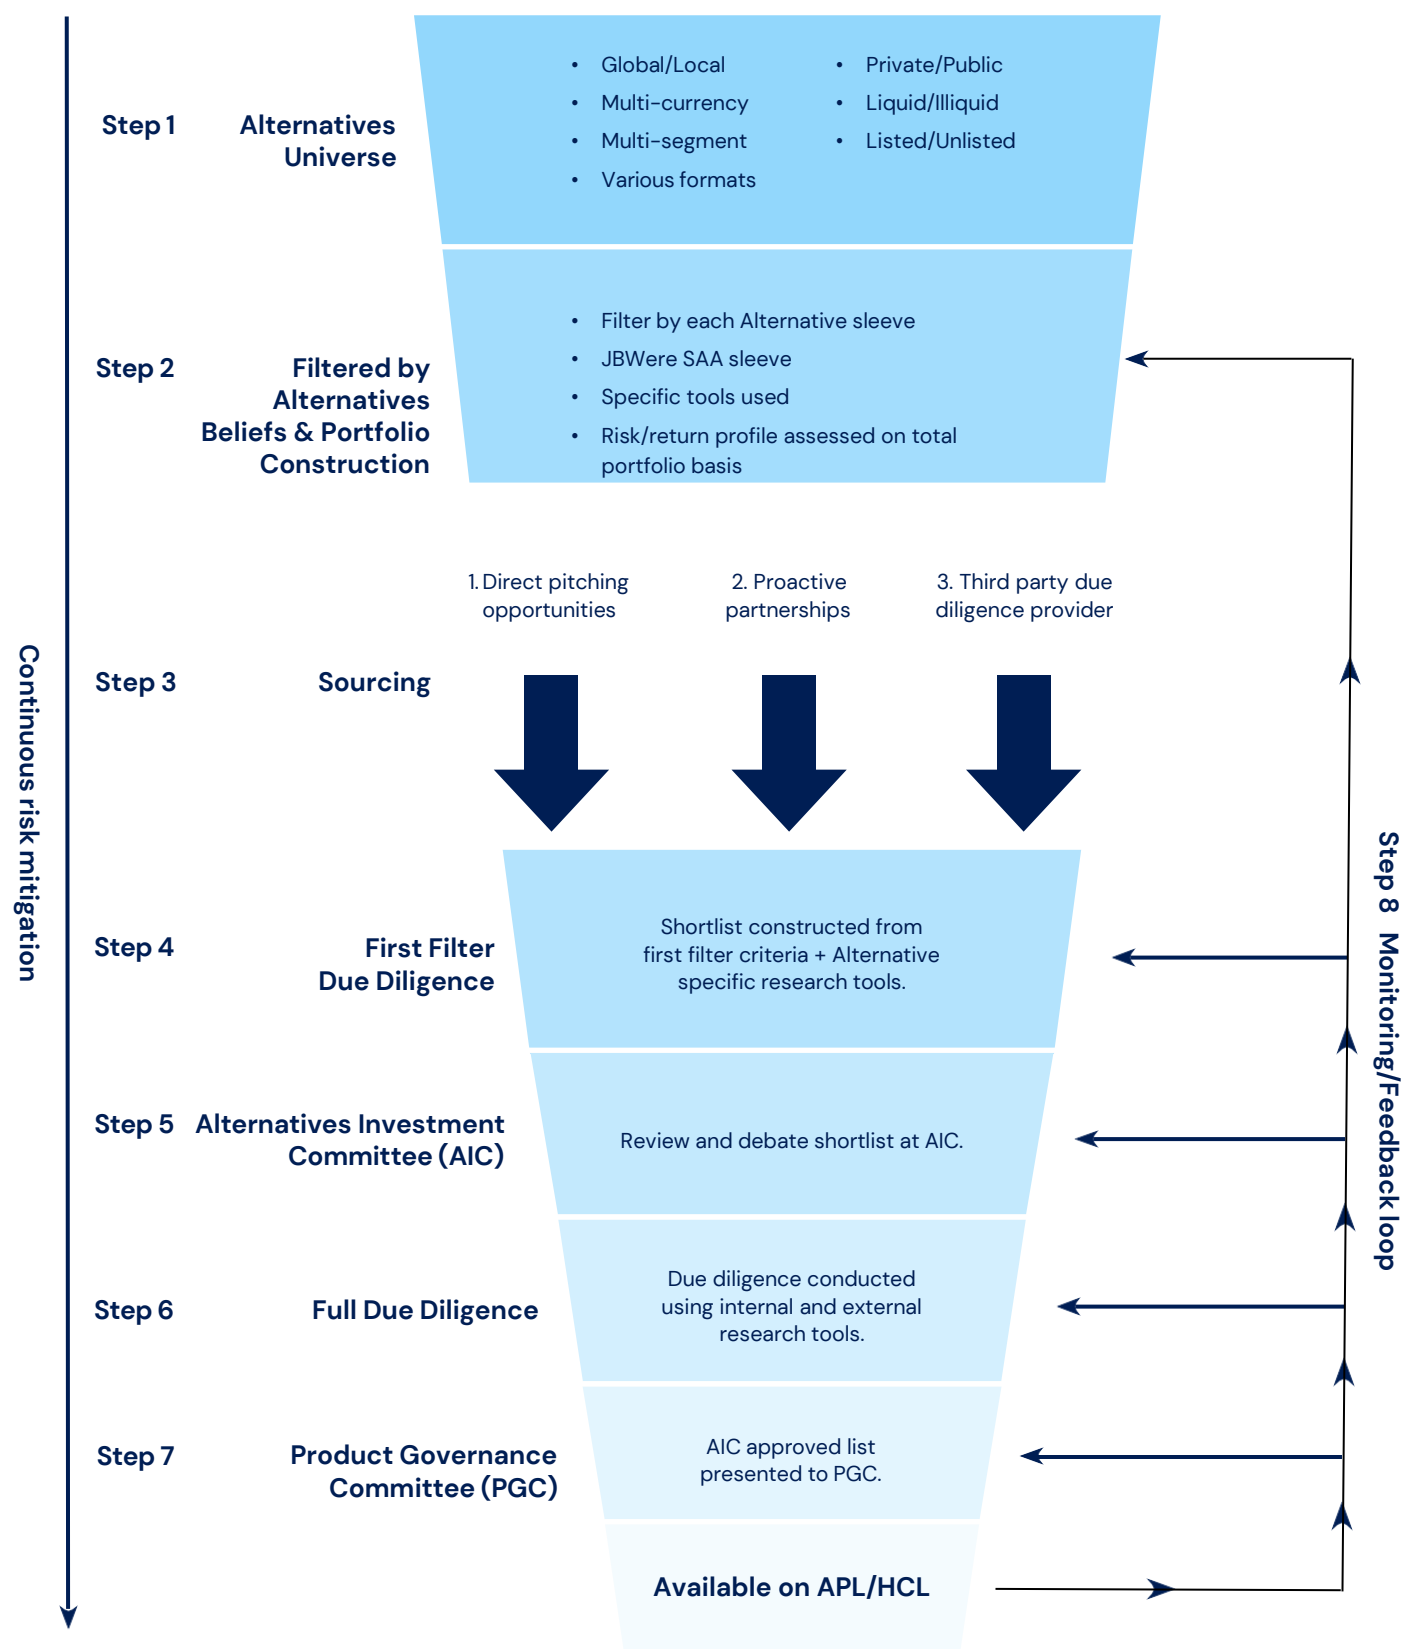 Continuous risk mitigation
Step 1
Alternatives
Universe
• Global/Local
• Multi-currency
• Multi-segment
• Various formats
• Private/Public
• Liquid/Illiquid
• Listed/Unlisted
Step 2
Filtered by
Alternatives
Beliefs & Portfolio
Construction
• Filter by each Alternative sleeve
• JBWere SAA sleeve
• Specific tools used
• Risk/return profile assessed on total
portfolio basis
Step 3
Sourcing
1. Direct pitching
opportunities
2. Proactive
partnerships
3. Third party due
diligence provider
Step 4
First Filter
Due Diligence
Shortlist constructed from
first filter criteria + Alternative
specific research tools.
Step 5
Alternatives Investment
Committee (AIC)
Review and debate shortlist at AIC.
Step 6
Full Due Diligence
Due diligence conducted
using internal and external
research tools.
Step 7
Product Governance
Committee (PGC)
AIC approved list
presented to PGC.
Available on APL/HCL
Step 8 Monitoring/Feedback loop